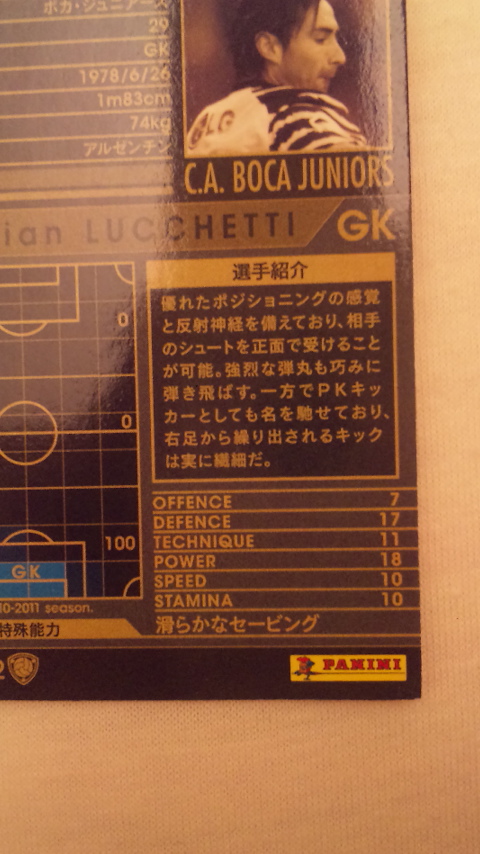 ボカ・ジュニアーズ
29
GK
1978/6/26
1m83cm
74kg
アルゼンチン
GLG
C.A. BOCA JUNIORS
ian LUCCHETTI
GK
選手紹介
優れたポジショニングの感覚
と反射神経を備えており、相手
のシュートを正面で受けること
が可能。強烈な弾丸も巧みに
弾き飛ばす。一方でPKキッ
カーとしても名を馳せており、
右足から繰り出されるキック
は実に繊細だ。
0
0
100
GK
OFFENCE 7
DEFENCE 17
TECHNIQUE 11
POWER 18
SPEED 10
STAMINA 10
10-2011 season.
特殊能力
滑らかなセービング
2
PANINI